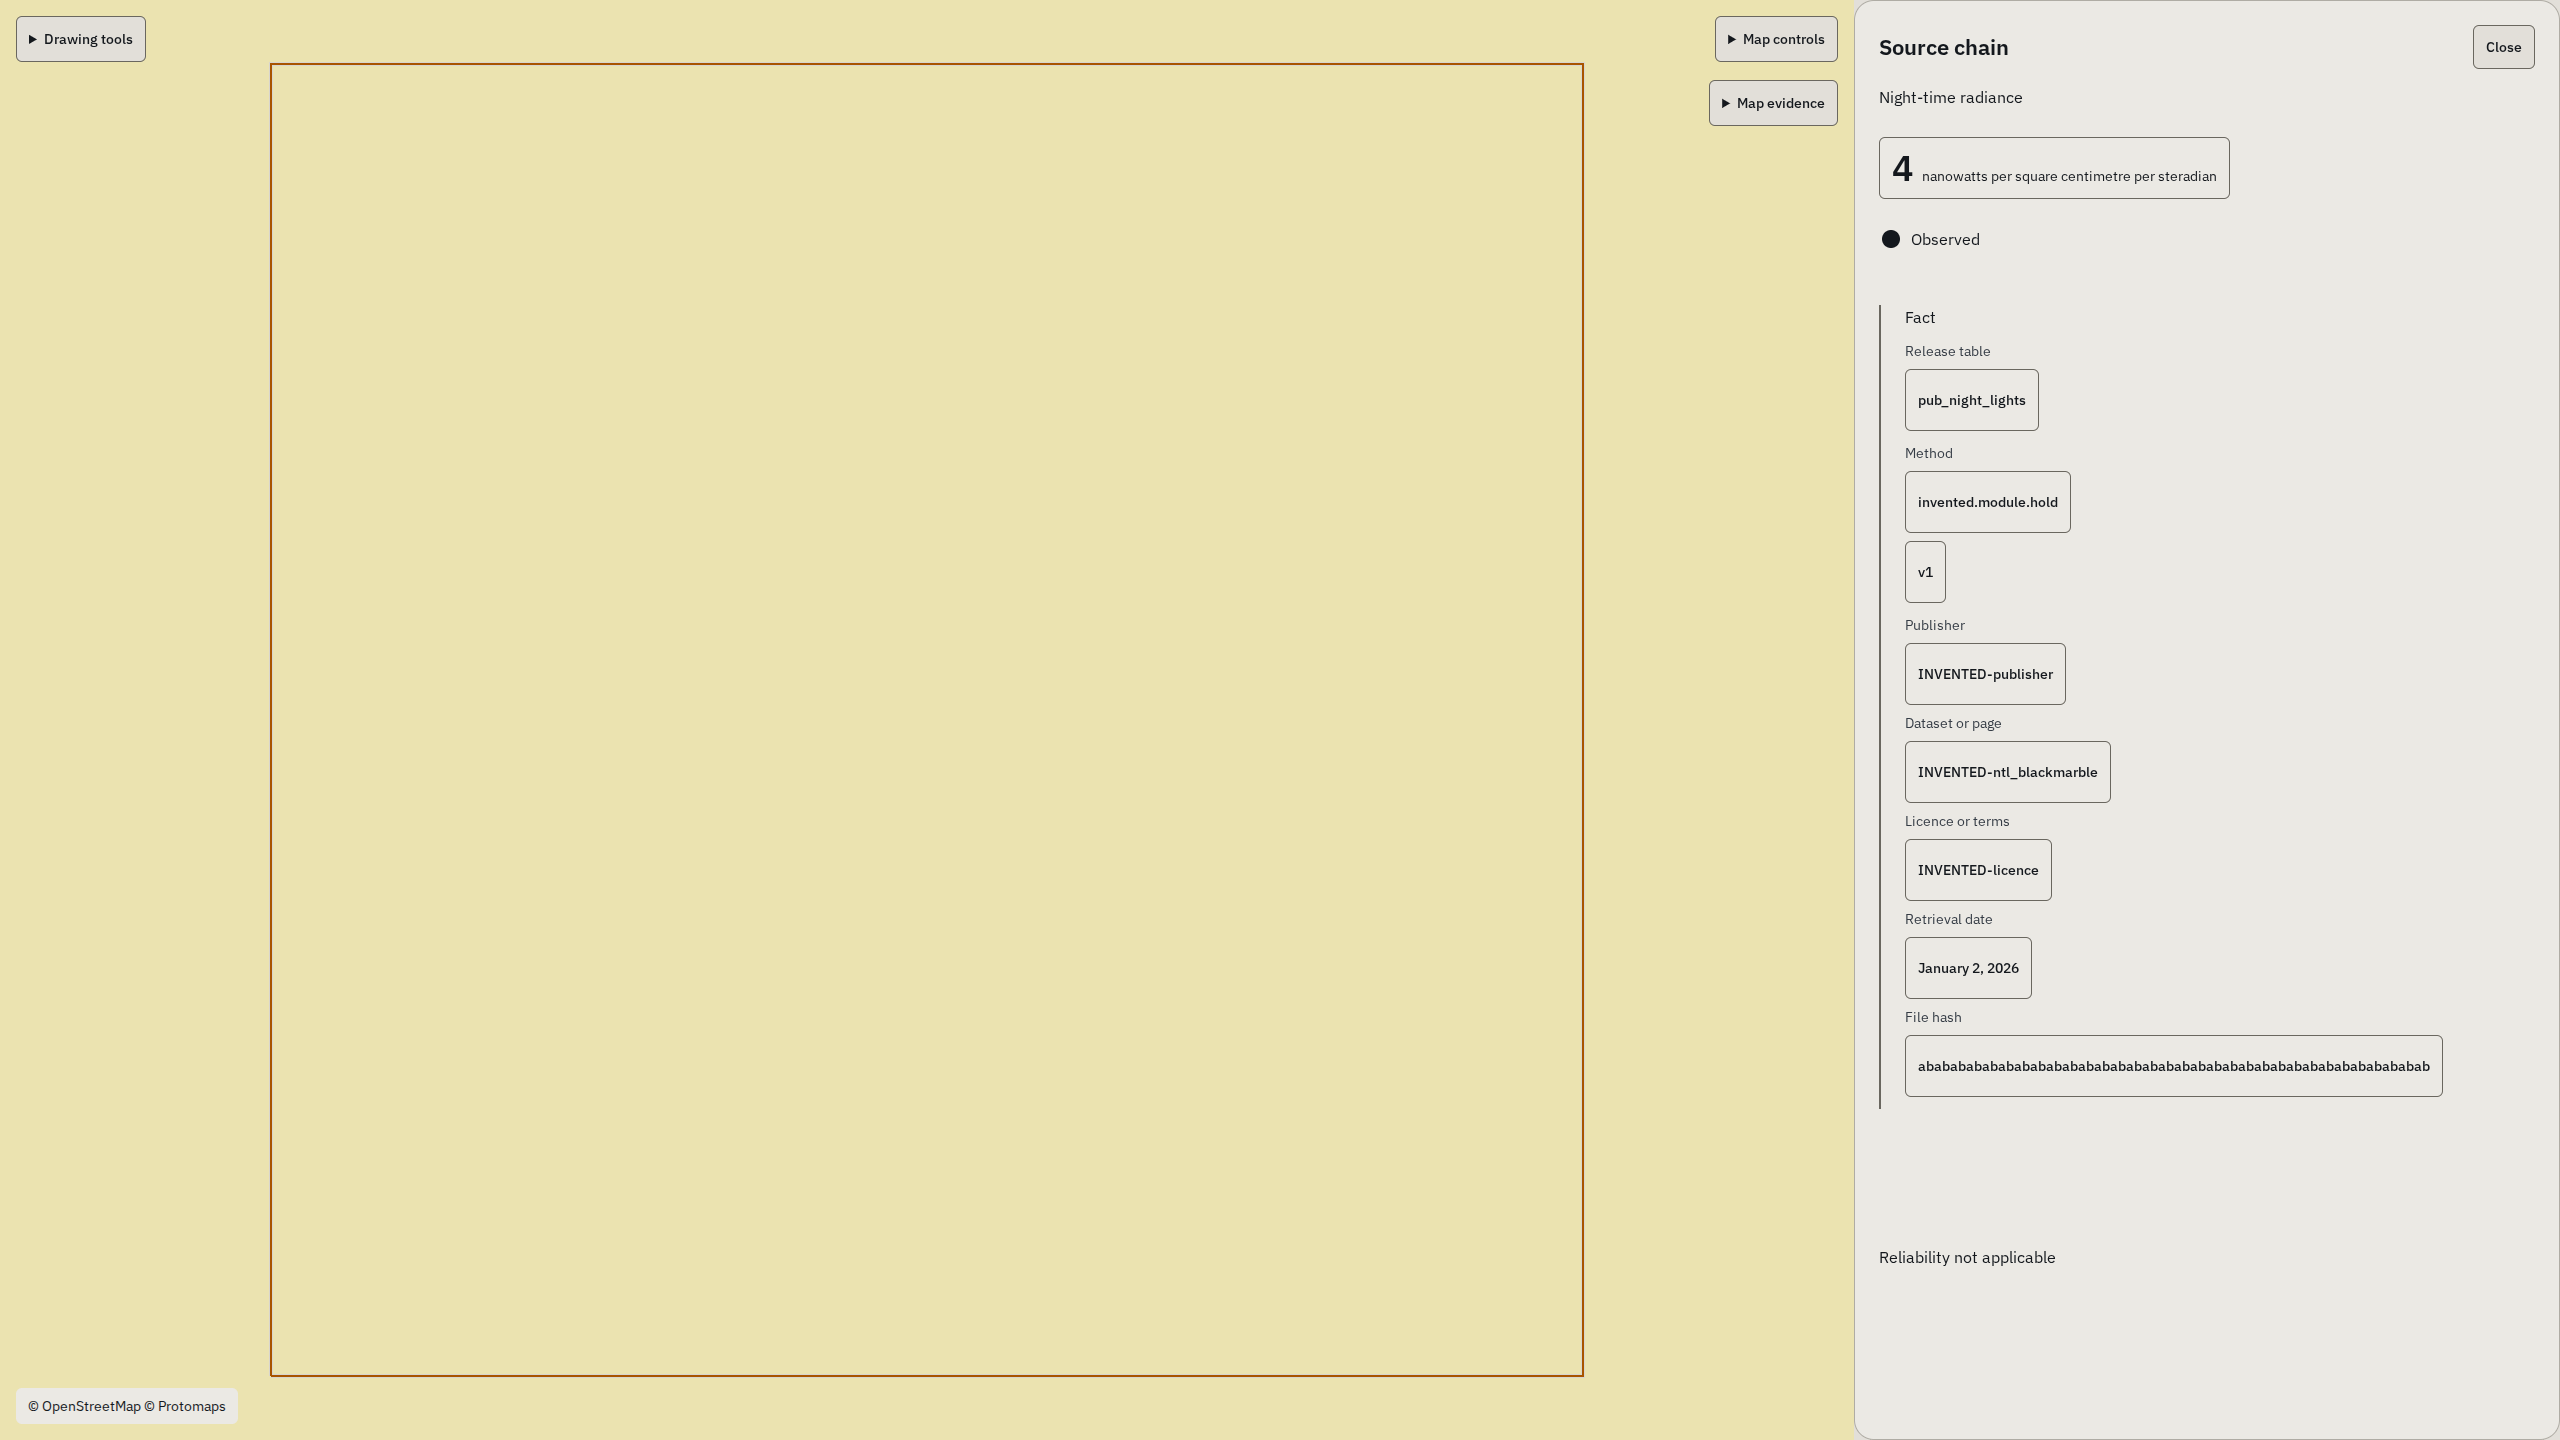 Drawing tools
Map controls
Map evidence
© OpenStreetMap © Protomaps
Source chain
Close
Night-time radiance
4 nanowatts per square centimetre per steradian
Observed
Fact
Release table
pub_night_lights
Method
invented.module.hold
v1
Publisher
INVENTED-publisher
Dataset or page
INVENTED-ntl_blackmarble
Licence or terms
INVENTED-licence
Retrieval date
January 2, 2026
File hash
abababababababababababababababababababababababababababababababab
Reliability not applicable